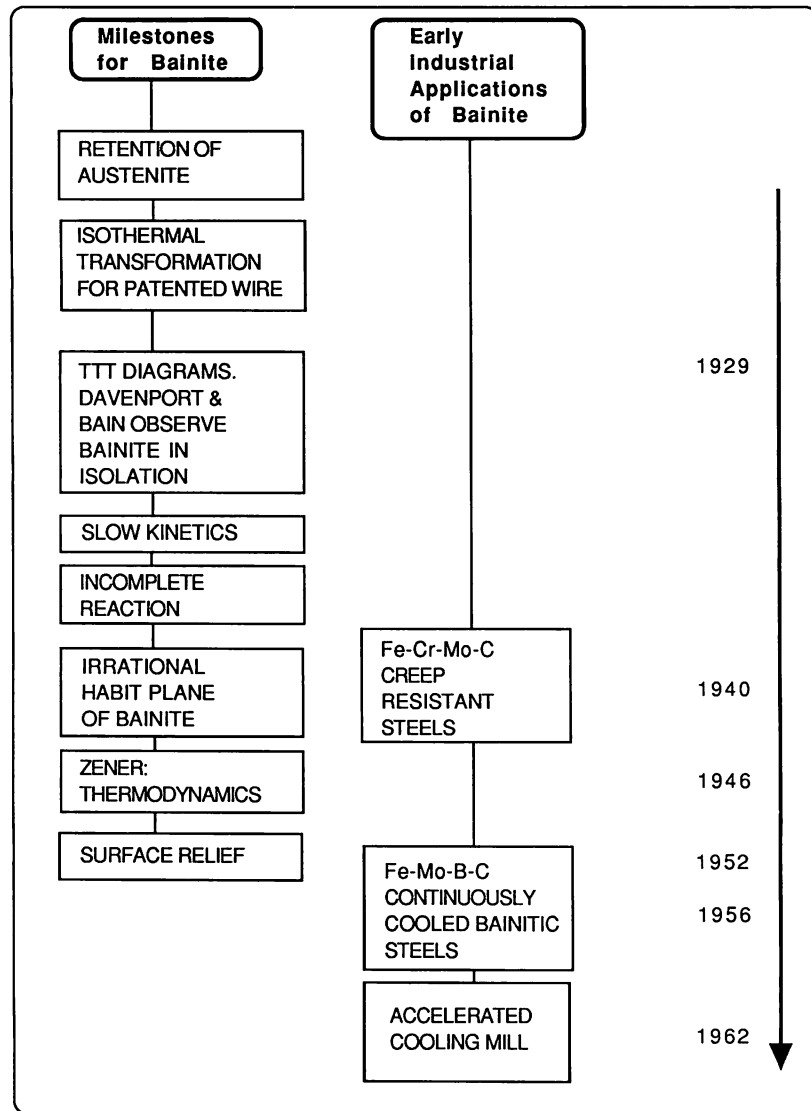 Milestones
for Bainite
RETENTION OF
AUSTENITE
ISOTHERMAL
TRANSFORMATION
FOR PATENTED WIRE
TTT DIAGRAMS.
DAVENPORT &
BAIN OBSERVE
BAINITE IN
ISOLATION
SLOW KINETICS
INCOMPLETE
REACTION
IRRATIONAL
HABIT PLANE
OF BAINITE
ZENER:
THERMODYNAMICS
SURFACE RELIEF
Early
Industrial
Applications
of Bainite
Fe-Cr-Mo-C
CREEP
RESISTANT
STEELS
Fe-Mo-B-C
CONTINUOUSLY
COOLED BAINITIC
STEELS
ACCELERATED
COOLING MILL
1929
1940
1946
1952
1956
1962